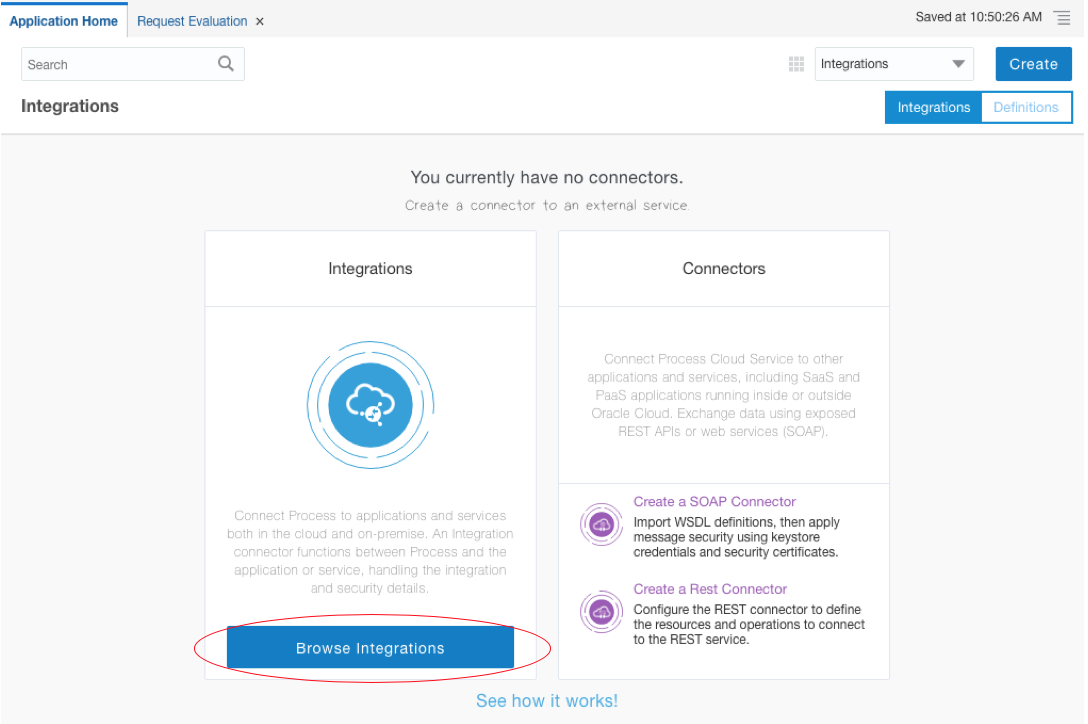 Application Home
Request Evaluation ×
Saved at 10:50:26 AM
Search
Integrations
Create
Integrations
Integrations
Definitions
You currently have no connectors.
Create a connector to an external service.
Integrations
Connect Process to applications and services
both in the cloud and on-premise. An Integration
connector functions between Process and the
application or service, handling the integration
and security details.
Browse Integrations
Connectors
Connect Process Cloud Service to other
applications and services, including SaaS and
PaaS applications running inside or outside
Oracle Cloud. Exchange data using exposed
REST APIs or web services (SOAP).
Create a SOAP Connector
Import WSDL definitions, then apply
message security using keystore
credentials and security certificates.
Create a Rest Connector
Configure the REST connector to define
the resources and operations to connect
to the REST service.
See how it works!